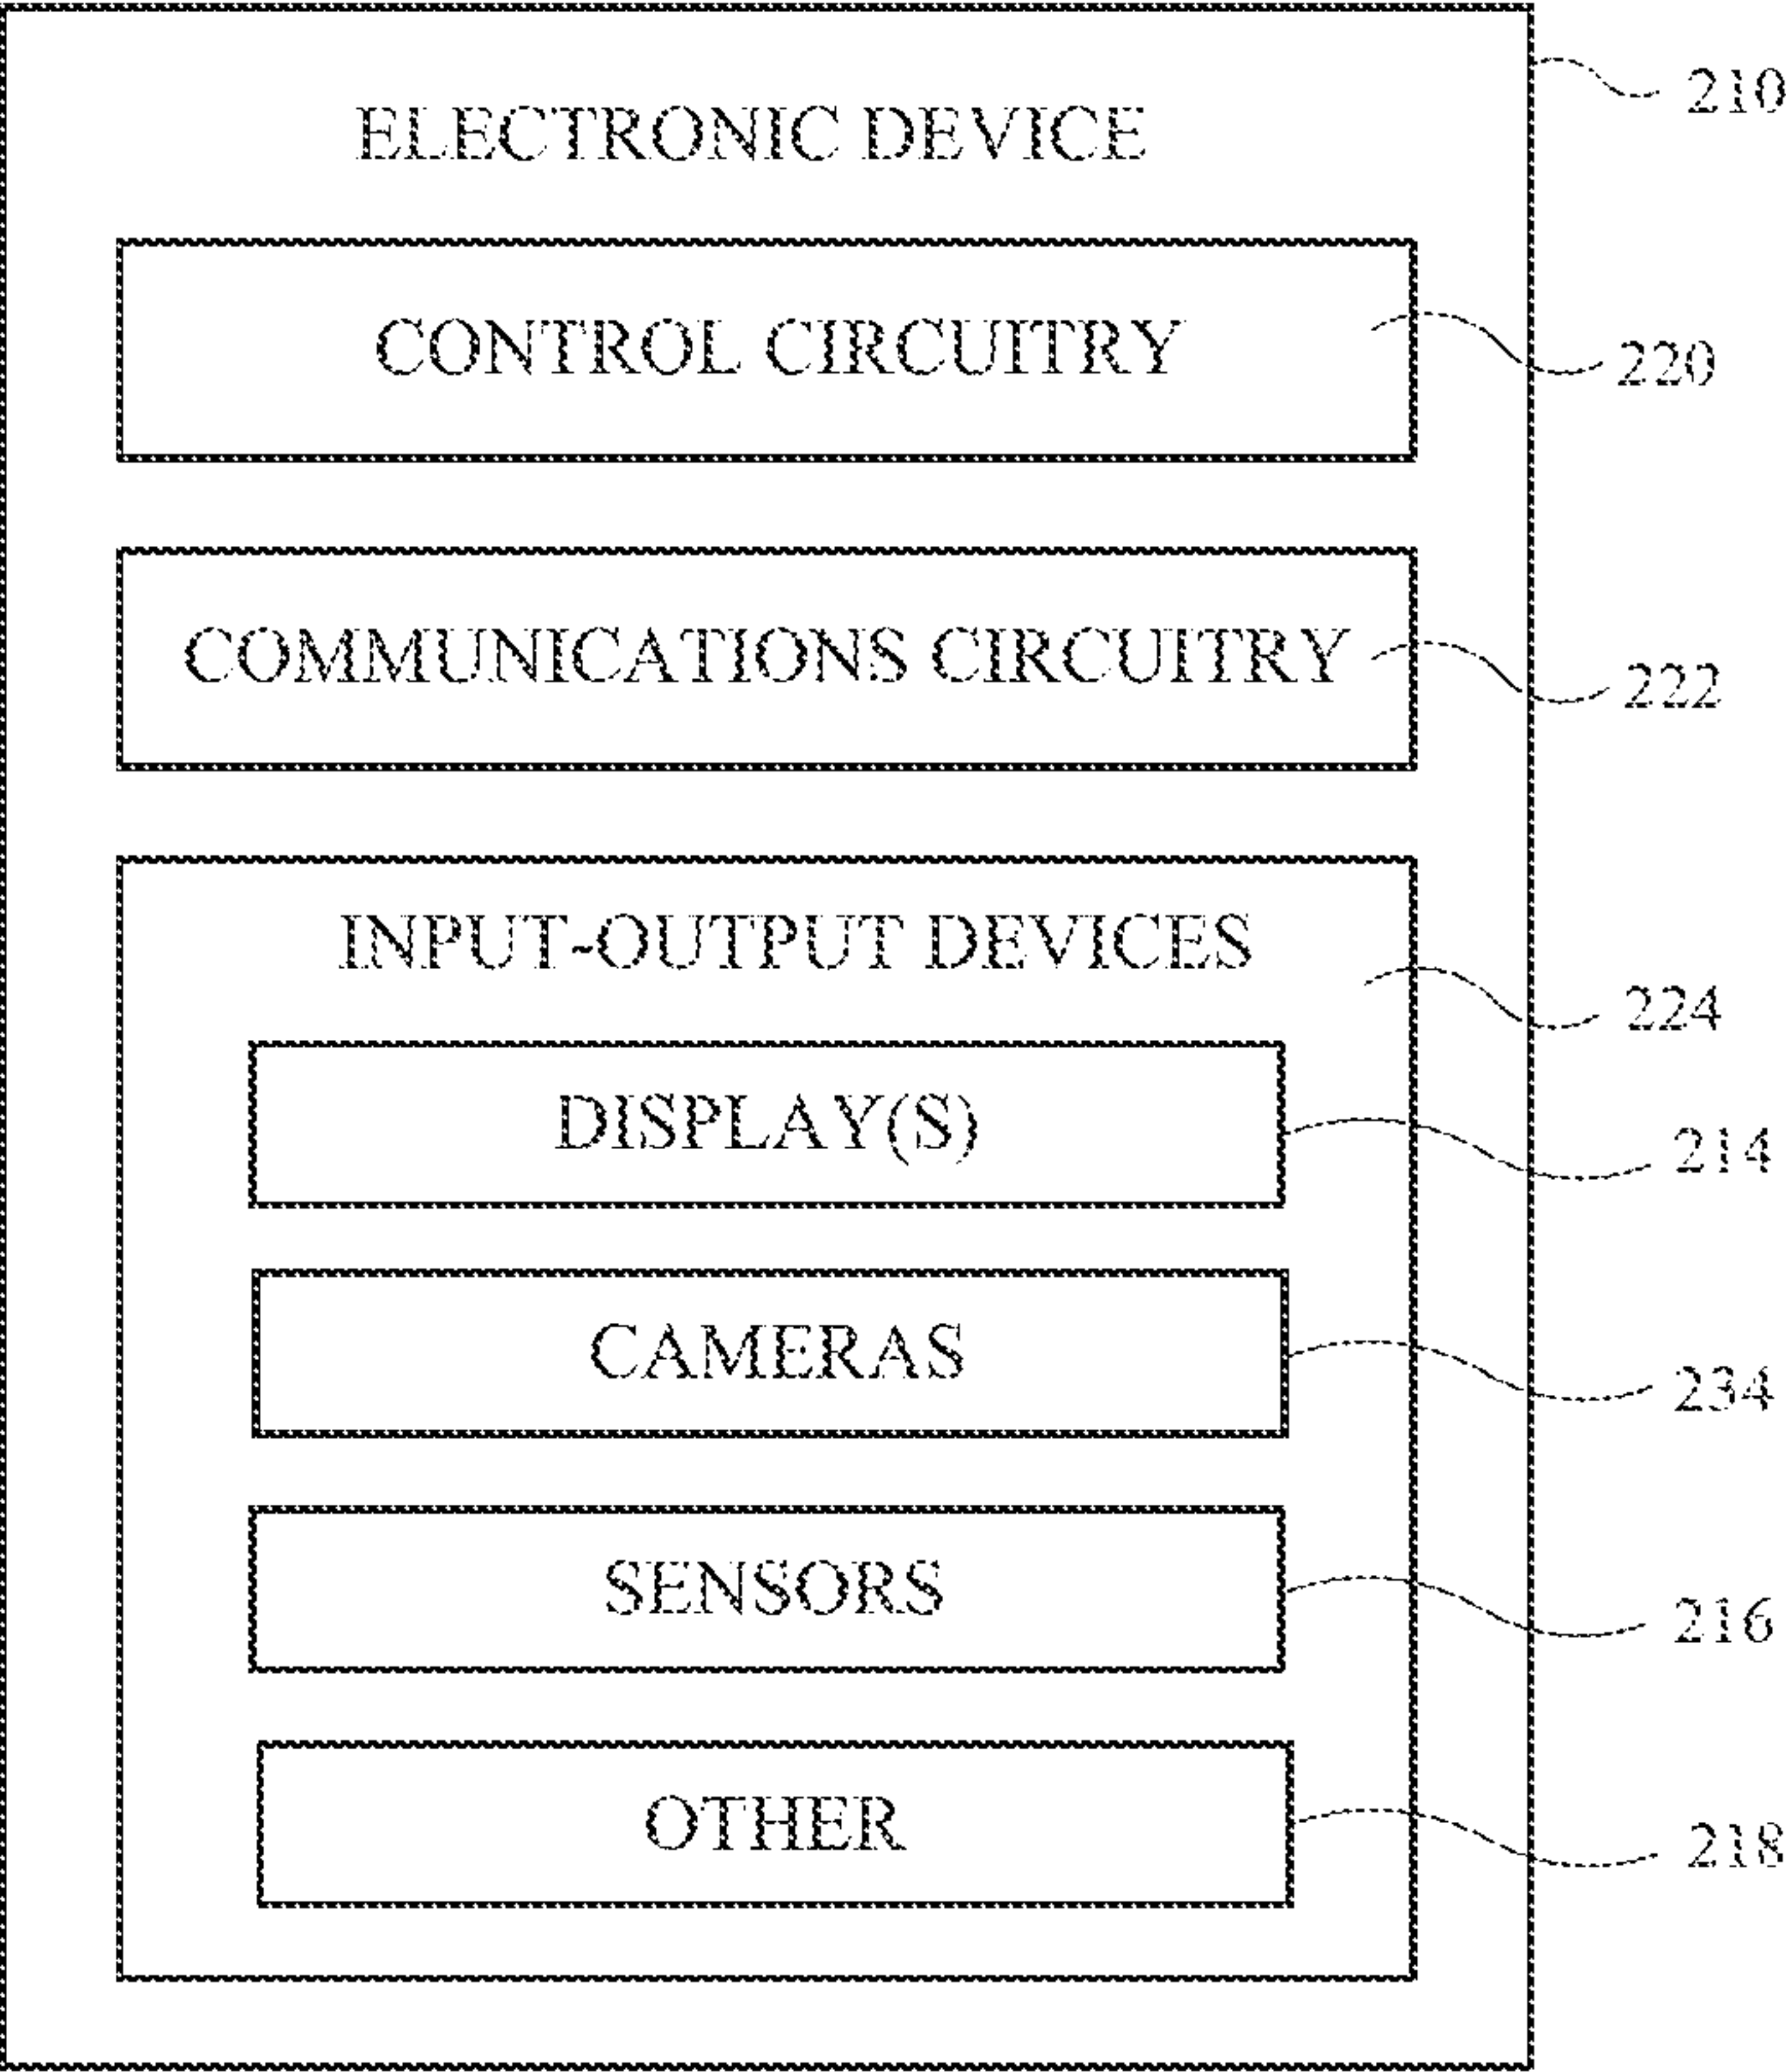 ELECTRONIC DEVICE
210
CONTROL CIRCUITRY
220
COMMUNICATIONS CIRCUITRY
222
INPUT-OUTPUT DEVICES
224
DISPLAY(S)
214
CAMERAS
234
SENSORS
216
OTHER
218